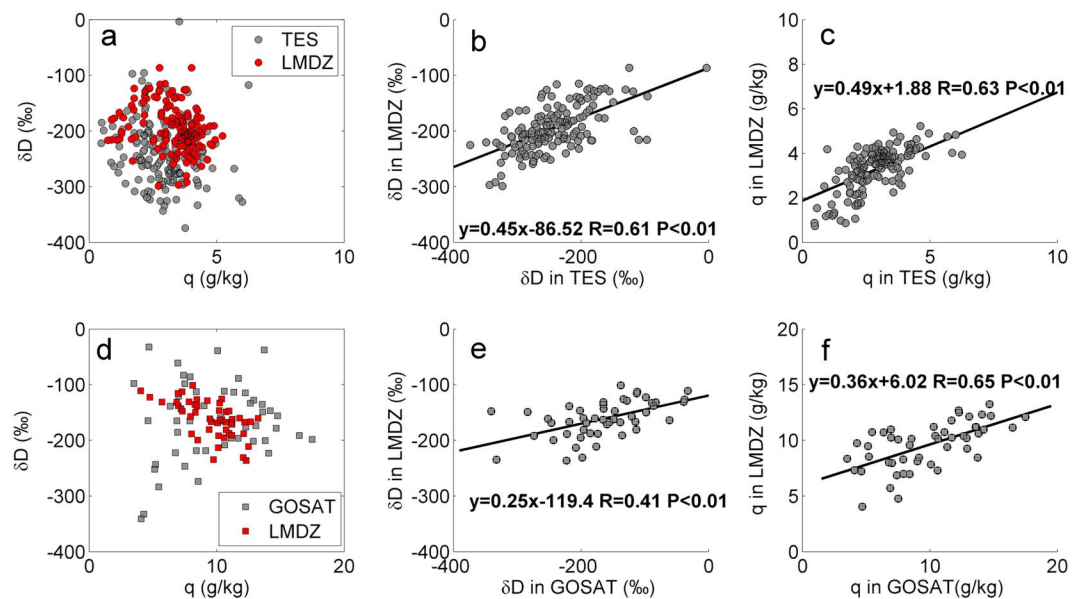 a
0
-100
-200
-300
-400
δD (‰)
0
5
10
q (g/kg)
TES
LMDZ
b
0
-100
-200
-300
-400
δD in LMDZ (‰)
y=0.45x-86.52 R=0.61 P<0.01
-400
-200
0
δD in TES (‰)
c
10
8
6
4
2
0
q in LMDZ (g/kg)
y=0.49x+1.88 R=0.63 P<0.01
0
5
10
q in TES (g/kg)
d
0
-100
-200
-300
-400
δD (‰)
GOSAT
LMDZ
0
10
20
q (g/kg)
e
0
-100
-200
-300
-400
δD in LMDZ (‰)
y=0.25x-119.4 R=0.41 P<0.01
-400
-200
0
δD in GOSAT (‰)
f
20
15
10
5
0
q in LMDZ (g/kg)
y=0.36x+6.02 R=0.65 P<0.01
0
10
20
q in GOSAT(g/kg)